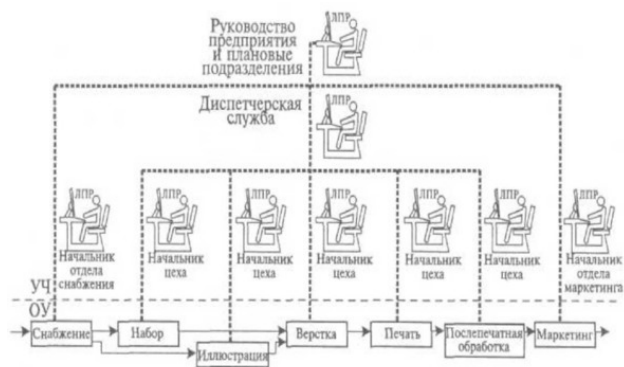 Руководство
предприятия
и плановые
подразделения
ЛПР
Диспетчерская
служба
ЛПР
ЛПР
ЛПР
ЛПР
ЛПР
ЛПР
ЛПР
ЛПР
Начальник
отдела
снабжения
Начальник
цеха
Начальник
цеха
Начальник
цеха
Начальник
цеха
Начальник
цеха
Начальник
отдела
маркетинга
УЧ
ОУ
Снабжение
Набор
Иллюстрация
Верстка
Печать
Послепечатная
обработка
Маркетинг